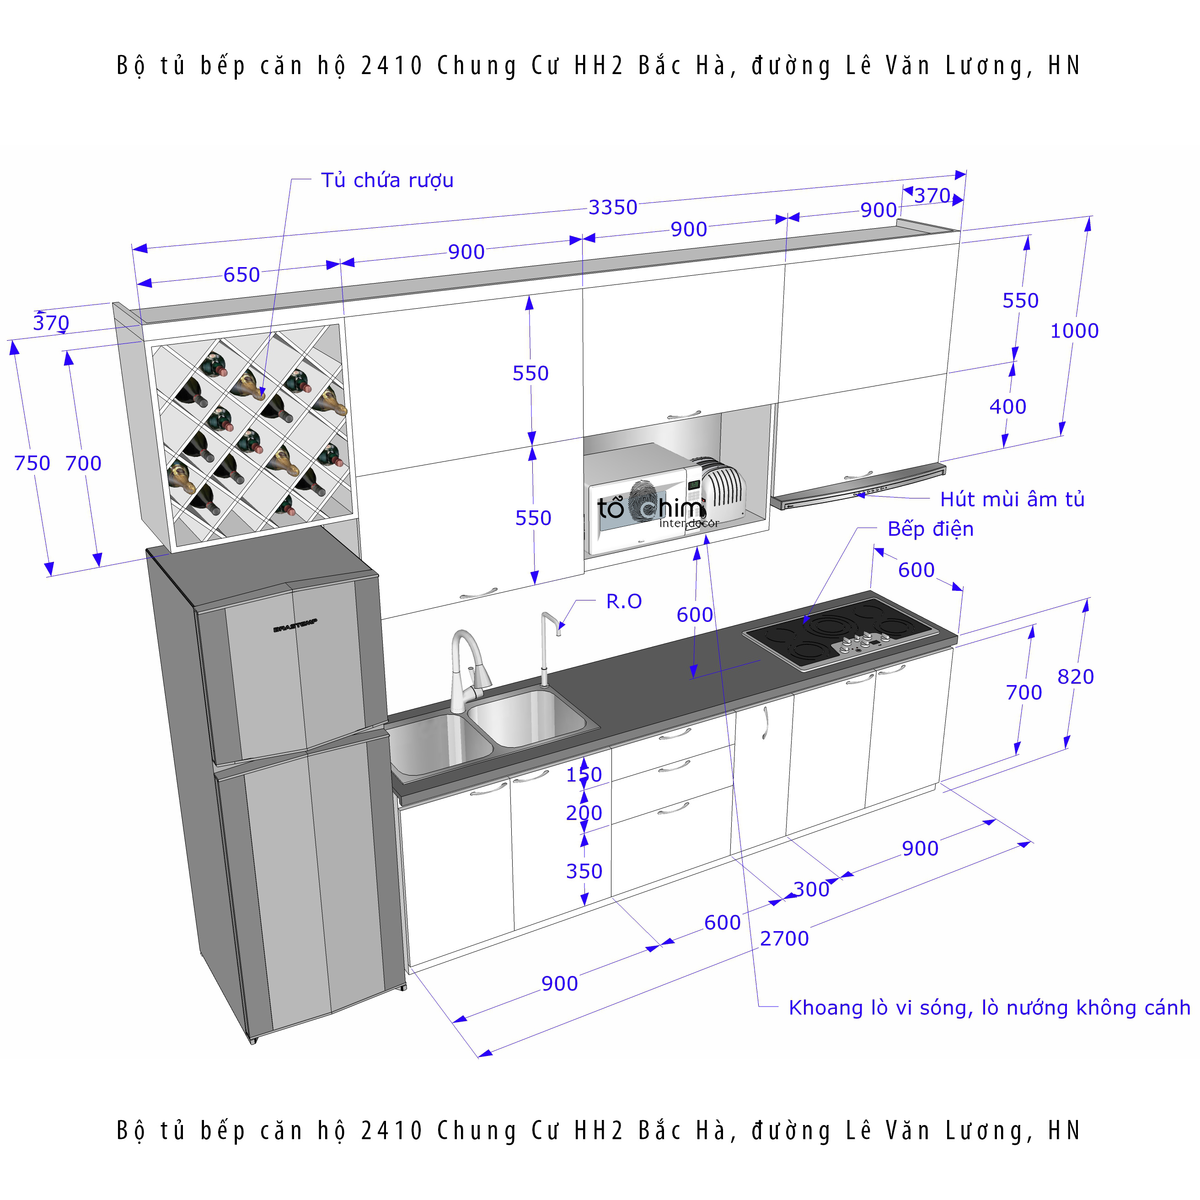 Bộ tủ bếp căn hộ 2410 Chung Cư HH2 Bắc Hà, đường Lê Văn Lương, HN
Tủ chứa rượu
370
3350
900
900
900
650
370
550
1000
550
400
750
700
550
Hút mùi âm tủ
tổ chim
interdecor
Bếp điện
600
R.O
600
BRASTEMP
820
700
150
200
350
900
300
600
2700
900
Khoang lò vi sóng, lò nướng không cánh
Bộ tủ bếp căn hộ 2410 Chung Cư HH2 Bắc Hà, đường Lê Văn Lương, HN